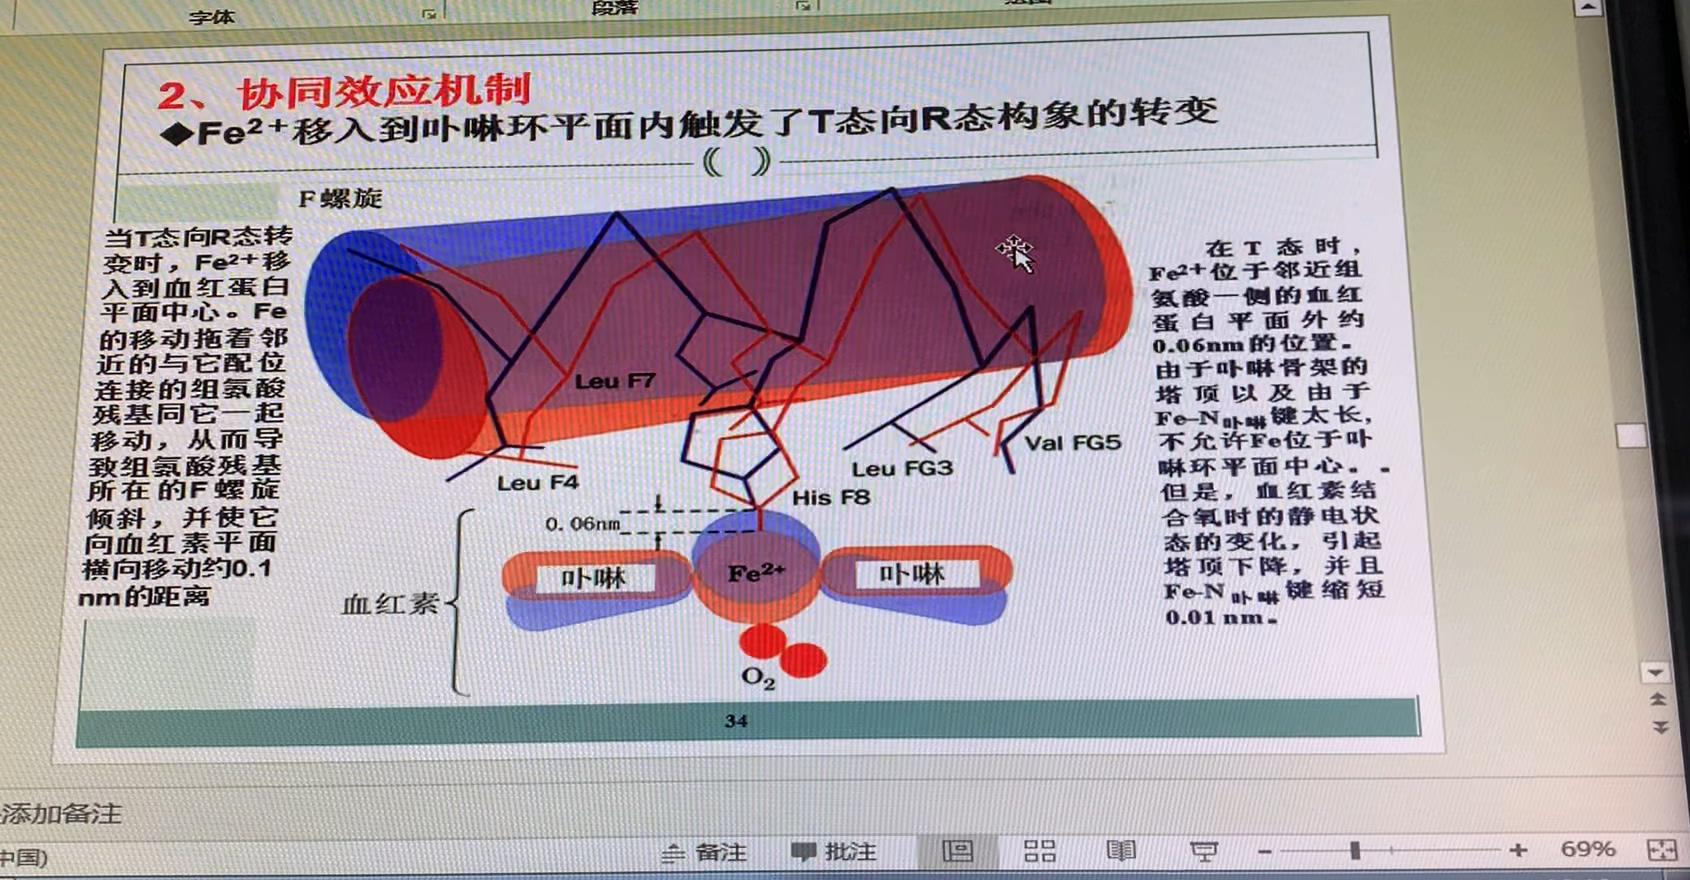 字体
段落
2、协同效应机制
◆Fe²⁺移入到卟啉环平面内触发了T态向R态构象的转变
F螺旋
当T态向R态转
变时，Fe²⁺移
入到血红蛋白
平面中心。Fe
的移动拖着邻
近的与它配位
连接的组氨酸
残基同它一起
移动，从而导
致组氨酸残基
所在的F螺旋
倾斜，并使它
向血红素平面
横向移动约0.1
nm的距离
Leu F7
Leu F4
His F8
Leu FG3
Val FG5
0.06nm
卟啉
Fe²⁺
卟啉
血红素
O₂
在T态时，
Fe²⁺位于邻近组
氨酸一侧的血红
蛋白平面外约
0.06nm的位置。
由于卟啉骨架的
塔顶以及由于
Fe-N卟啉键太长，
不允许Fe位于卟
啉环平面中心。。
但是，血红素结
合氧时的静电状
态的变化，引起
塔顶下降，并且
Fe-N卟啉键缩短
0.01 nm。
34
添加备注
中国)
备注
批注
69%